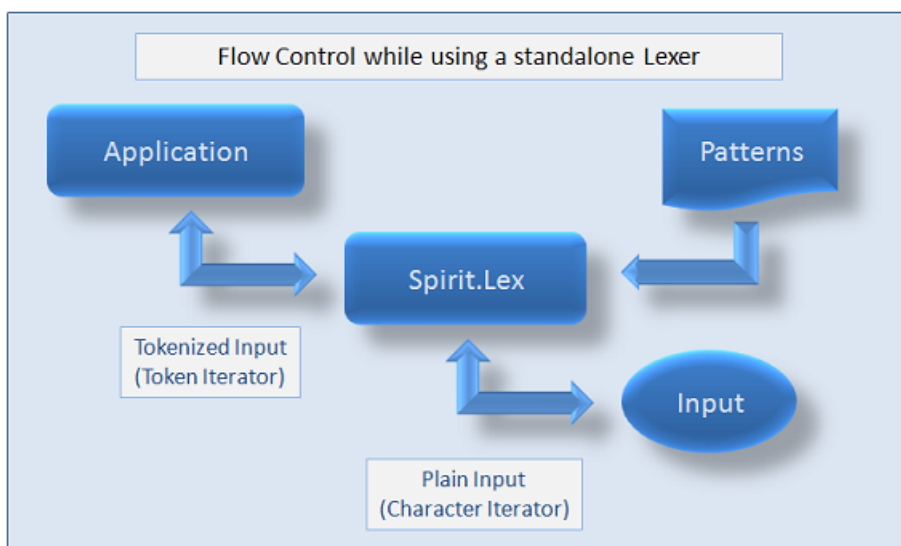 Flow Control while using a standalone Lexer
Application
Patterns
Spirit.Lex
Tokenized Input
(Token Iterator)
Input
Plain Input
(Character Iterator)